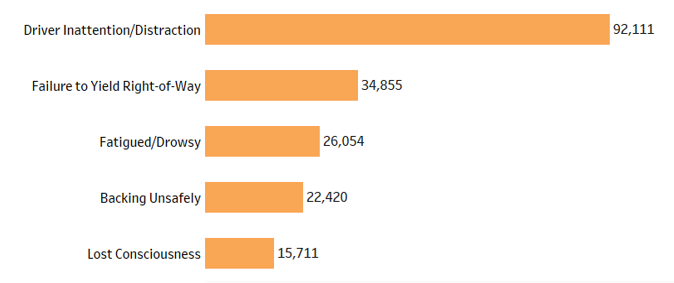 Driver Inattention/Distraction 92,111
Failure to Yield Right-of-Way 34,855
Fatigued/Drowsy 26,054
Backing Unsafely 22,420
Lost Consciousness 15,711